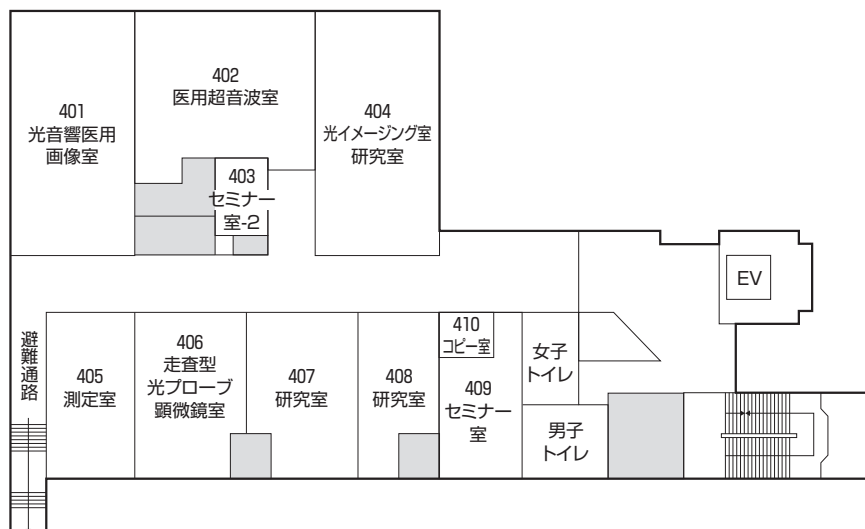 401
光音響医用
画像室
402
医用超音波室
404
光イメージング室
研究室
403
セミナー
室-2
EV
避難通路
405
測定室
406
走査型
光プローブ
顕微鏡室
407
研究室
408
研究室
410
コピー室
409
セミナー
室
女子
トイレ
男子
トイレ